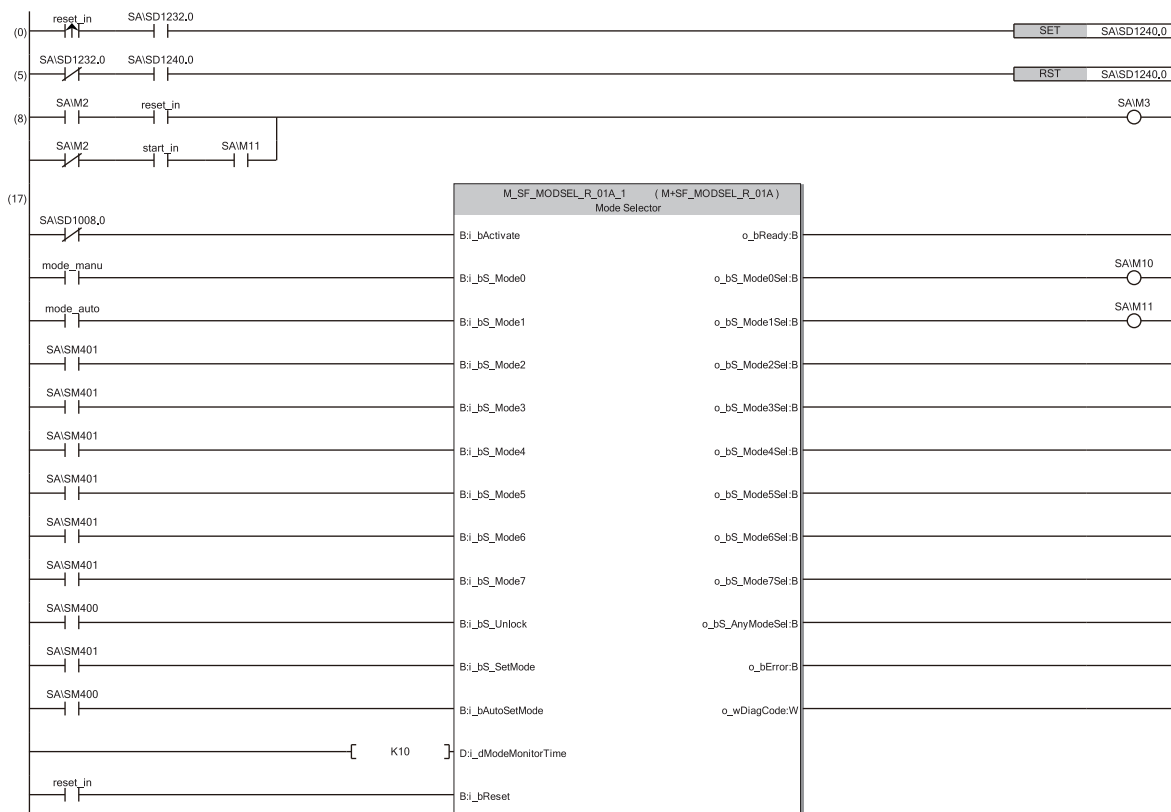 reset_in SA\SD1232.0
(0) SET SA\SD1240.0
SA\SD1232.0 SA\SD1240.0
(5) RST SA\SD1240.0
SA\M2 reset_in SA\M3
(8)
SA\M2 start_in SA\M11
(17) M_SF_MODSEL_R_01A_1 (M+SF_MODSEL_R_01A)
Mode Selector
SA\SD1008.0
B:i_bActivate o_bReady:B
mode_manu SA\M10
B:i_bS_Mode0 o_bS_Mode0Sel:B
mode_auto SA\M11
B:i_bS_Mode1 o_bS_Mode1Sel:B
SA\SM401
B:i_bS_Mode2 o_bS_Mode2Sel:B
SA\SM401
B:i_bS_Mode3 o_bS_Mode3Sel:B
SA\SM401
B:i_bS_Mode4 o_bS_Mode4Sel:B
SA\SM401
B:i_bS_Mode5 o_bS_Mode5Sel:B
SA\SM401
B:i_bS_Mode6 o_bS_Mode6Sel:B
SA\SM401
B:i_bS_Mode7 o_bS_Mode7Sel:B
SA\SM400
B:i_bS_Unlock o_bS_AnyModeSel:B
SA\SM401
B:i_bS_SetMode o_bError:B
SA\SM400
B:i_bAutoSetMode o_wDiagCode:W
K10 D:i_dModeMonitorTime
reset_in
B:i_bReset